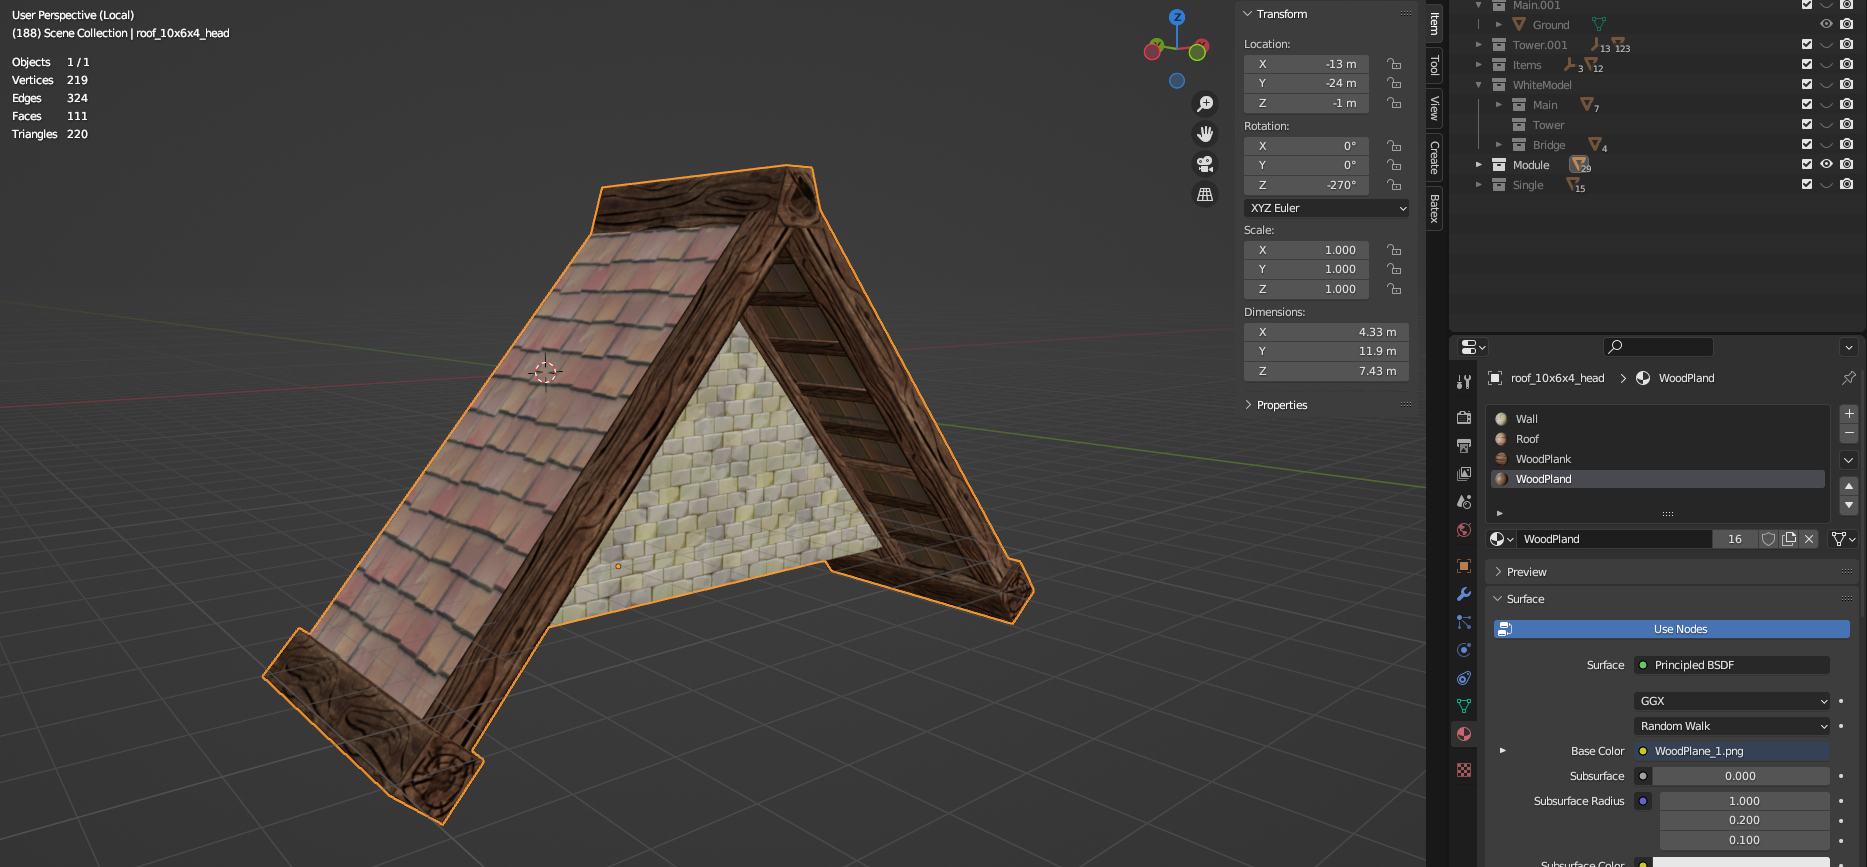 User Perspective (Local)
(188) Scene Collection | roof_10x6x4_head
Objects 1 / 1
Vertices 219
Edges 324
Faces 111
Triangles 220
Z
Transform
Location:
X -13 m
Y -24 m
Z -1 m
Rotation:
X 0°
Y 0°
Z -270°
XYZ Euler
Scale:
X 1.000
Y 1.000
Z 1.000
Dimensions:
X 4.33 m
Y 11.9 m
Z 7.43 m
Properties
Item
Tool
View
Create
Batex
Main.001
Ground
Tower.001 13 123
Items 3 12
WhiteModel
Main 7
Tower
Bridge 4
Module 29
Single 15
roof_10x6x4_head > WoodPland
Wall
Roof
WoodPlank
WoodPland
WoodPland 16
Preview
Surface
Use Nodes
Surface Principled BSDF
GGX
Random Walk
Base Color WoodPlane_1.png
Subsurface 0.000
Subsurface Radius 1.000
0.200
0.100
Subsurface Color